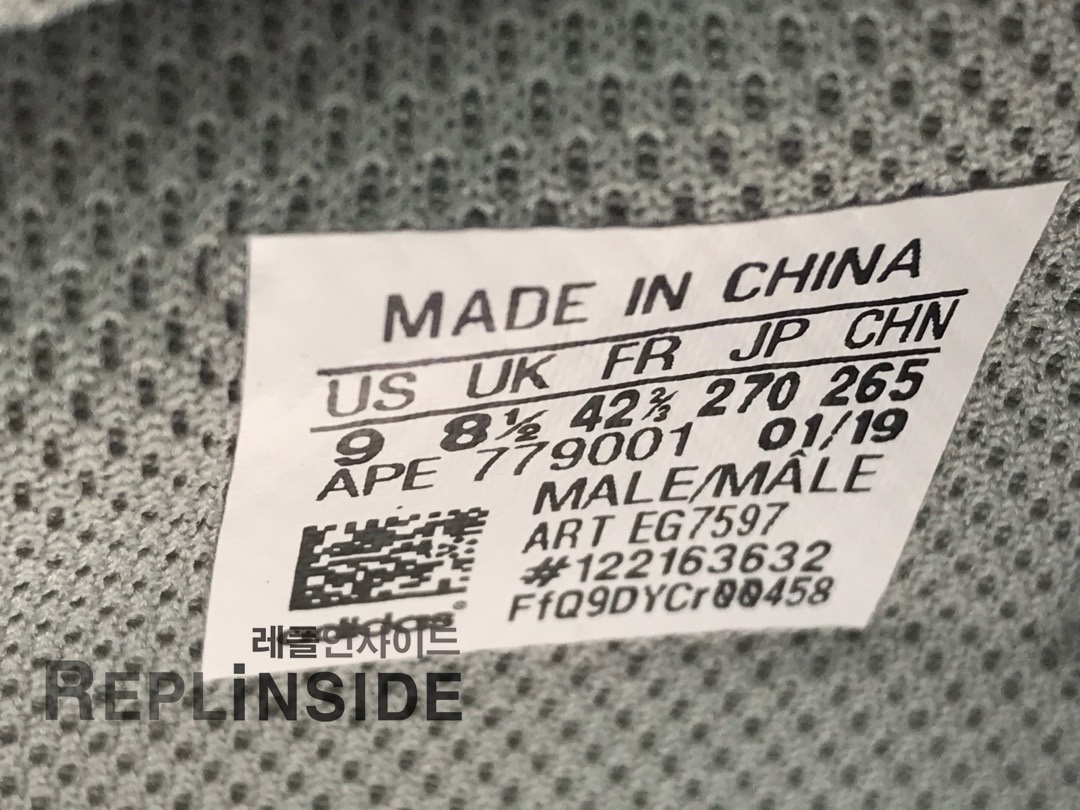 MADE IN CHINA
US UK FR JP CHN
9 8½ 42⅔ 270 265
APE 779001 01/19
MALE/MÂLE
ART EG7597
#122163632
FfQ9DYCr00458
adidas®
레플인사이드
REPLiNSIDE